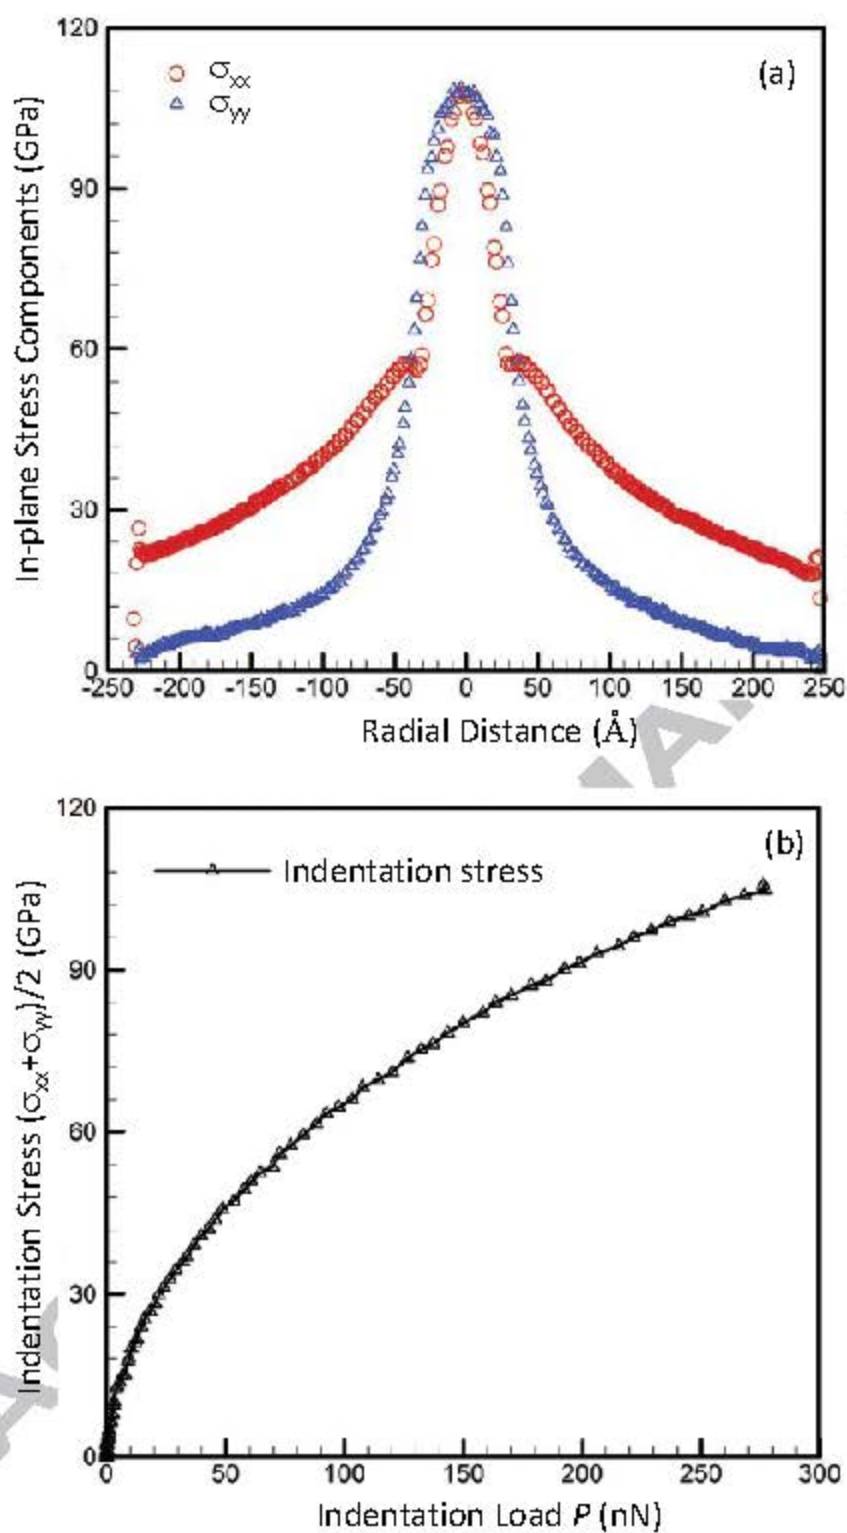 120
(a)
σxx
σyy
90
60
30
0
In-plane Stress Components (GPa)
-250 -200 -150 -100 -50 0 50 100 150 200 250
Radial Distance (Å)
120
(b)
Indentation stress
90
60
30
0
Indentation Stress (σxx+σyy)/2 (GPa)
0 50 100 150 200 250 300
Indentation Load P (nN)